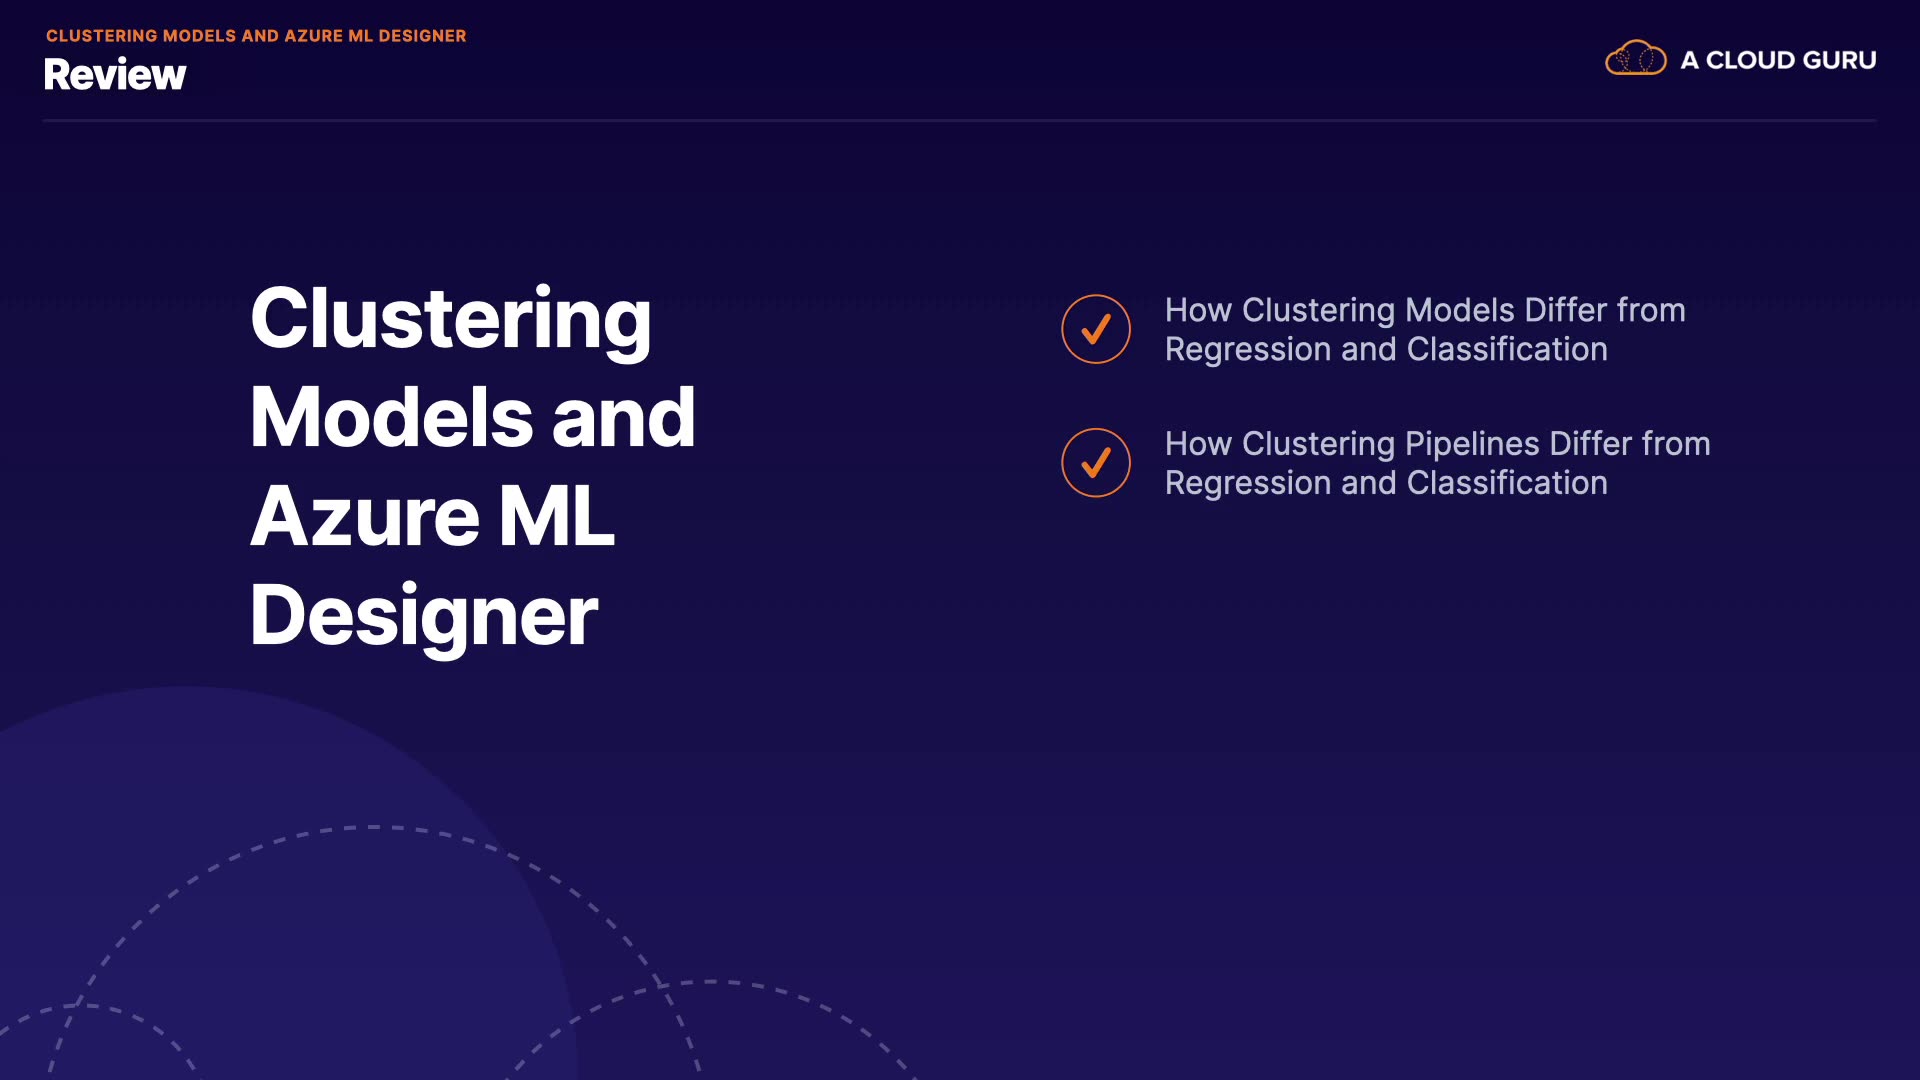 CLUSTERING MODELS AND AZURE ML DESIGNER
Review
A CLOUD GURU
Clustering
Models and
Azure ML
Designer
How Clustering Models Differ from
Regression and Classification
How Clustering Pipelines Differ from
Regression and Classification